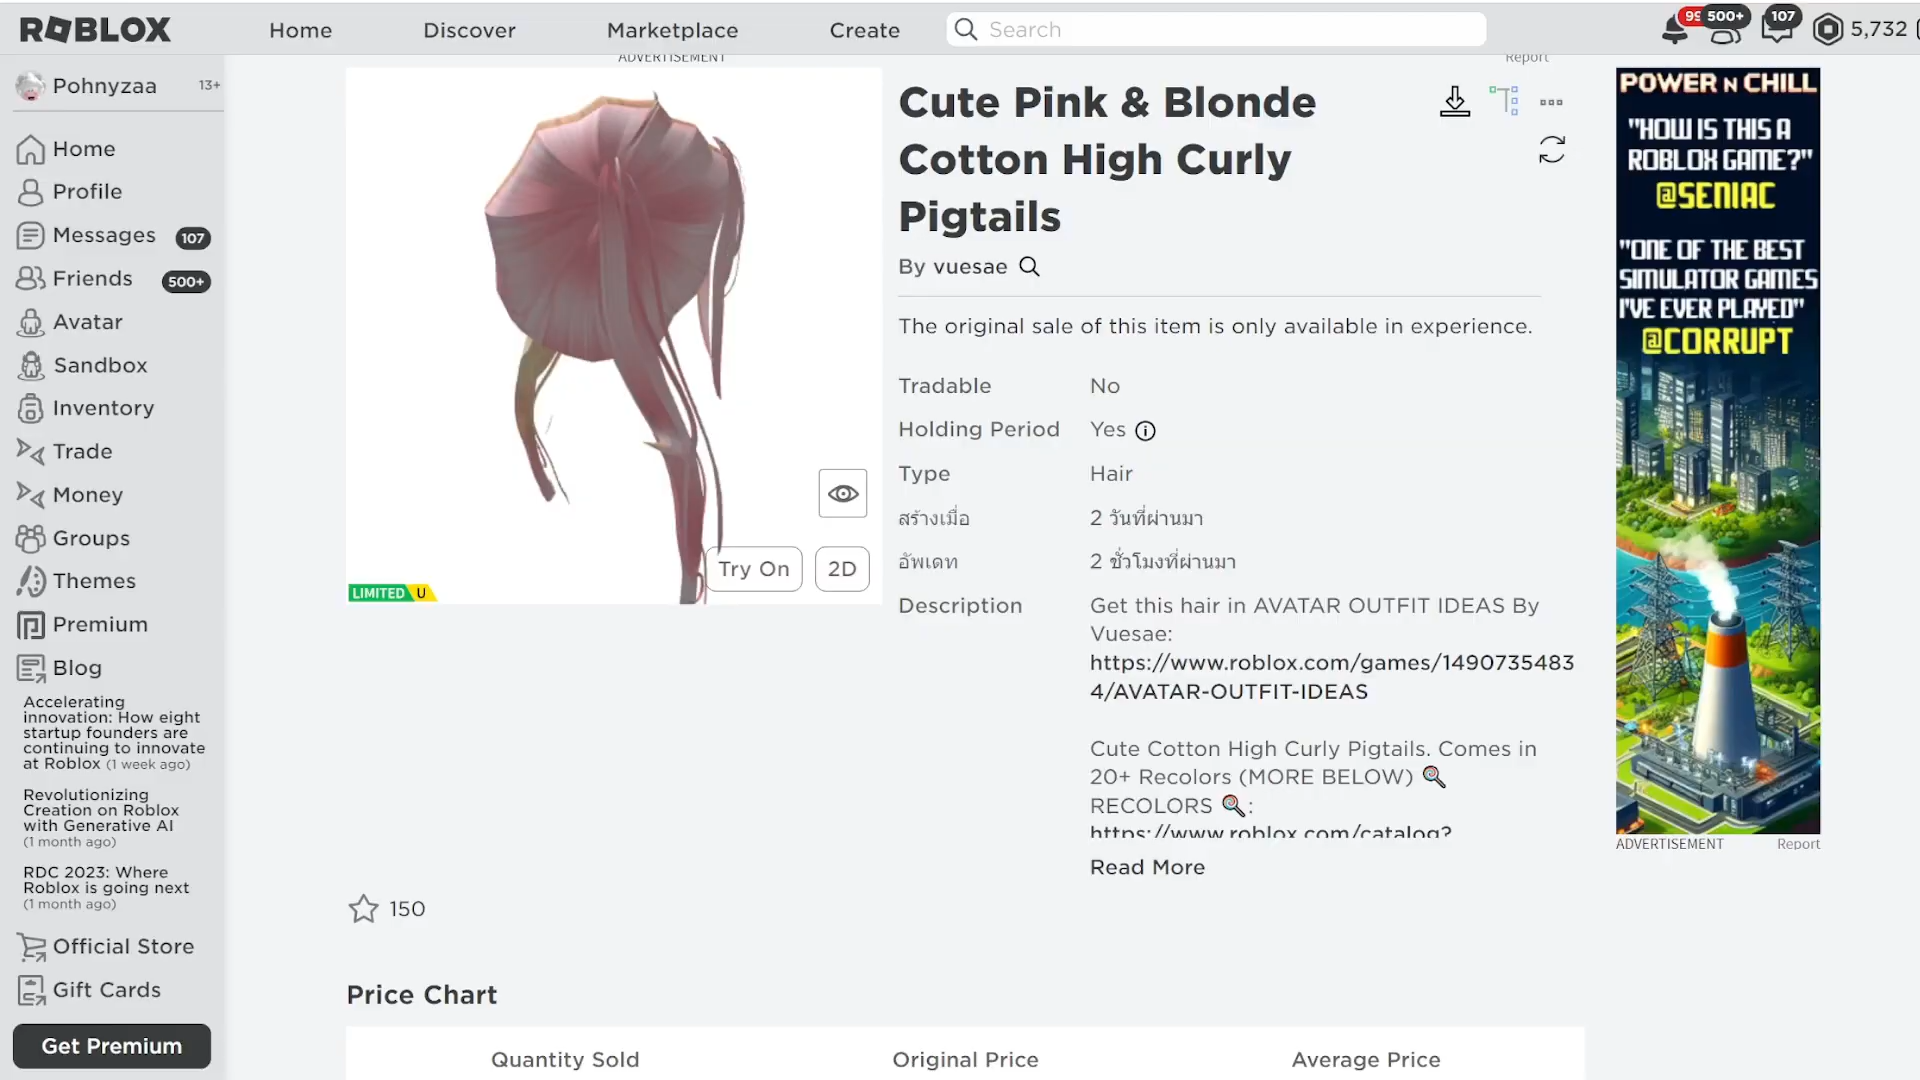 ROBLOX
Home
Discover
Marketplace
Create
Search
99
500+
107
5,732
Pohnyzaa
13+
Home
Profile
Messages
107
Friends
500+
Avatar
Sandbox
Inventory
Trade
Money
Groups
Themes
Premium
Blog
Accelerating
innovation: How eight
startup founders are
continuing to innovate
at Roblox (1 week ago)
Revolutionizing
Creation on Roblox
with Generative AI
(1 month ago)
RDC 2023: Where
Roblox is going next
(1 month ago)
Official Store
Gift Cards
Get Premium
ADVERTISEMENT
Report
LIMITED U
Try On
2D
150
Cute Pink & Blonde
Cotton High Curly
Pigtails
By vuesae
The original sale of this item is only available in experience.
Tradable No
Holding Period Yes
Type Hair
สร้างเมื่อ 2 วันที่ผ่านมา
อัพเดท 2 ชั่วโมงที่ผ่านมา
Description Get this hair in AVATAR OUTFIT IDEAS By
Vuesae:
https://www.roblox.com/games/1490735483
4/AVATAR-OUTFIT-IDEAS
Cute Cotton High Curly Pigtails. Comes in
20+ Recolors (MORE BELOW) 🍭
RECOLORS 🍭:
https://www.roblox.com/catalog?
Read More
Price Chart
Quantity Sold
Original Price
Average Price
POWER N CHILL
"HOW IS THIS A
ROBLOX GAME?"
@SENIAC
"ONE OF THE BEST
SIMULATOR GAMES
I'VE EVER PLAYED"
@CORRUPT
ADVERTISEMENT
Report